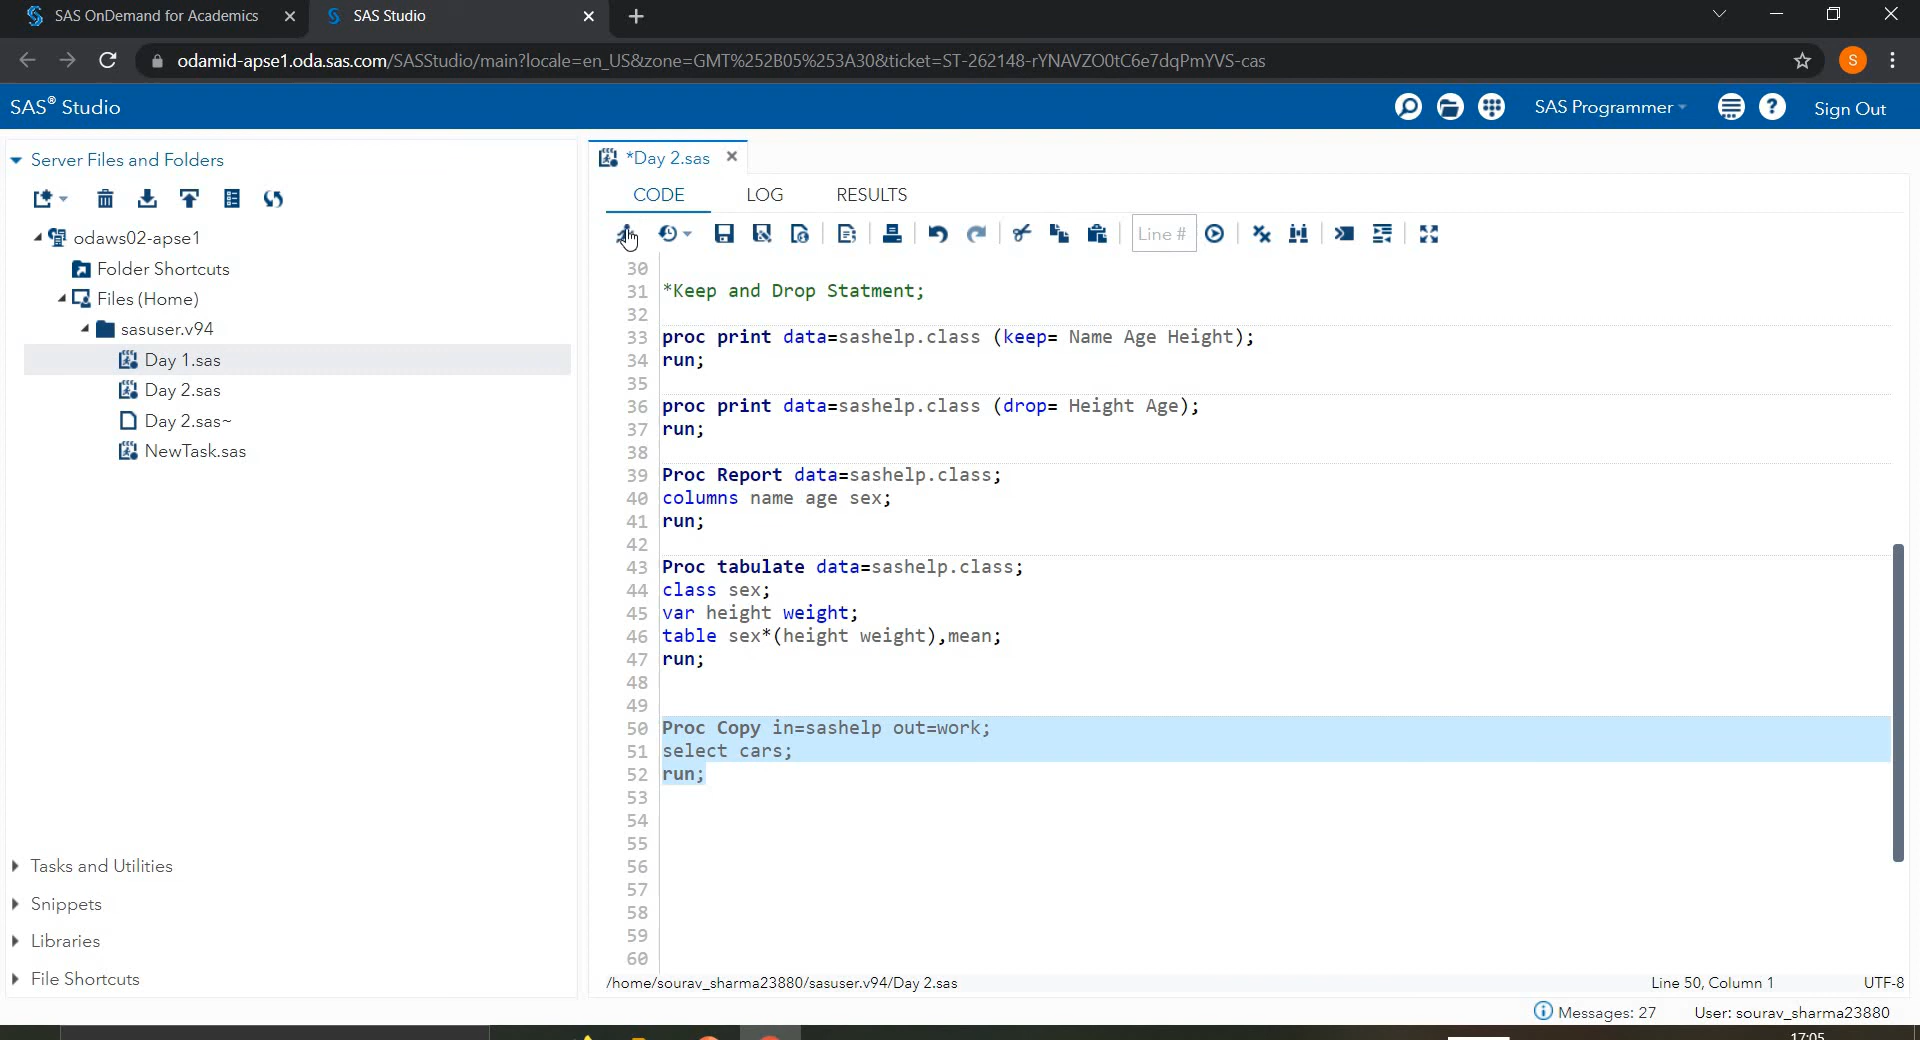 SAS OnDemand for Academics
SAS Studio
odamid-apse1.oda.sas.com/SASStudio/main?locale=en_US&zone=GMT%252B05%253A30&ticket=ST-262148-rYNAVZO0tC6e7dqPmYVS-cas
S
SAS® Studio
SAS Programmer
Sign Out
Server Files and Folders
odaws02-apse1
Folder Shortcuts
Files (Home)
sasuser.v94
Day 1.sas
Day 2.sas
Day 2.sas~
NewTask.sas
Tasks and Utilities
Snippets
Libraries
File Shortcuts
*Day 2.sas
CODE LOG RESULTS
Line #
30
31 *Keep and Drop Statment;
32
33 proc print data=sashelp.class (keep= Name Age Height);
34 run;
35
36 proc print data=sashelp.class (drop= Height Age);
37 run;
38
39 Proc Report data=sashelp.class;
40 columns name age sex;
41 run;
42
43 Proc tabulate data=sashelp.class;
44 class sex;
45 var height weight;
46 table sex*(height weight),mean;
47 run;
48
49
50 Proc Copy in=sashelp out=work;
51 select cars;
52 run;
53
54
55
56
57
58
59
60
/home/sourav_sharma23880/sasuser.v94/Day 2.sas
Line 50, Column 1
UTF-8
Messages: 27
User: sourav_sharma23880
17:05